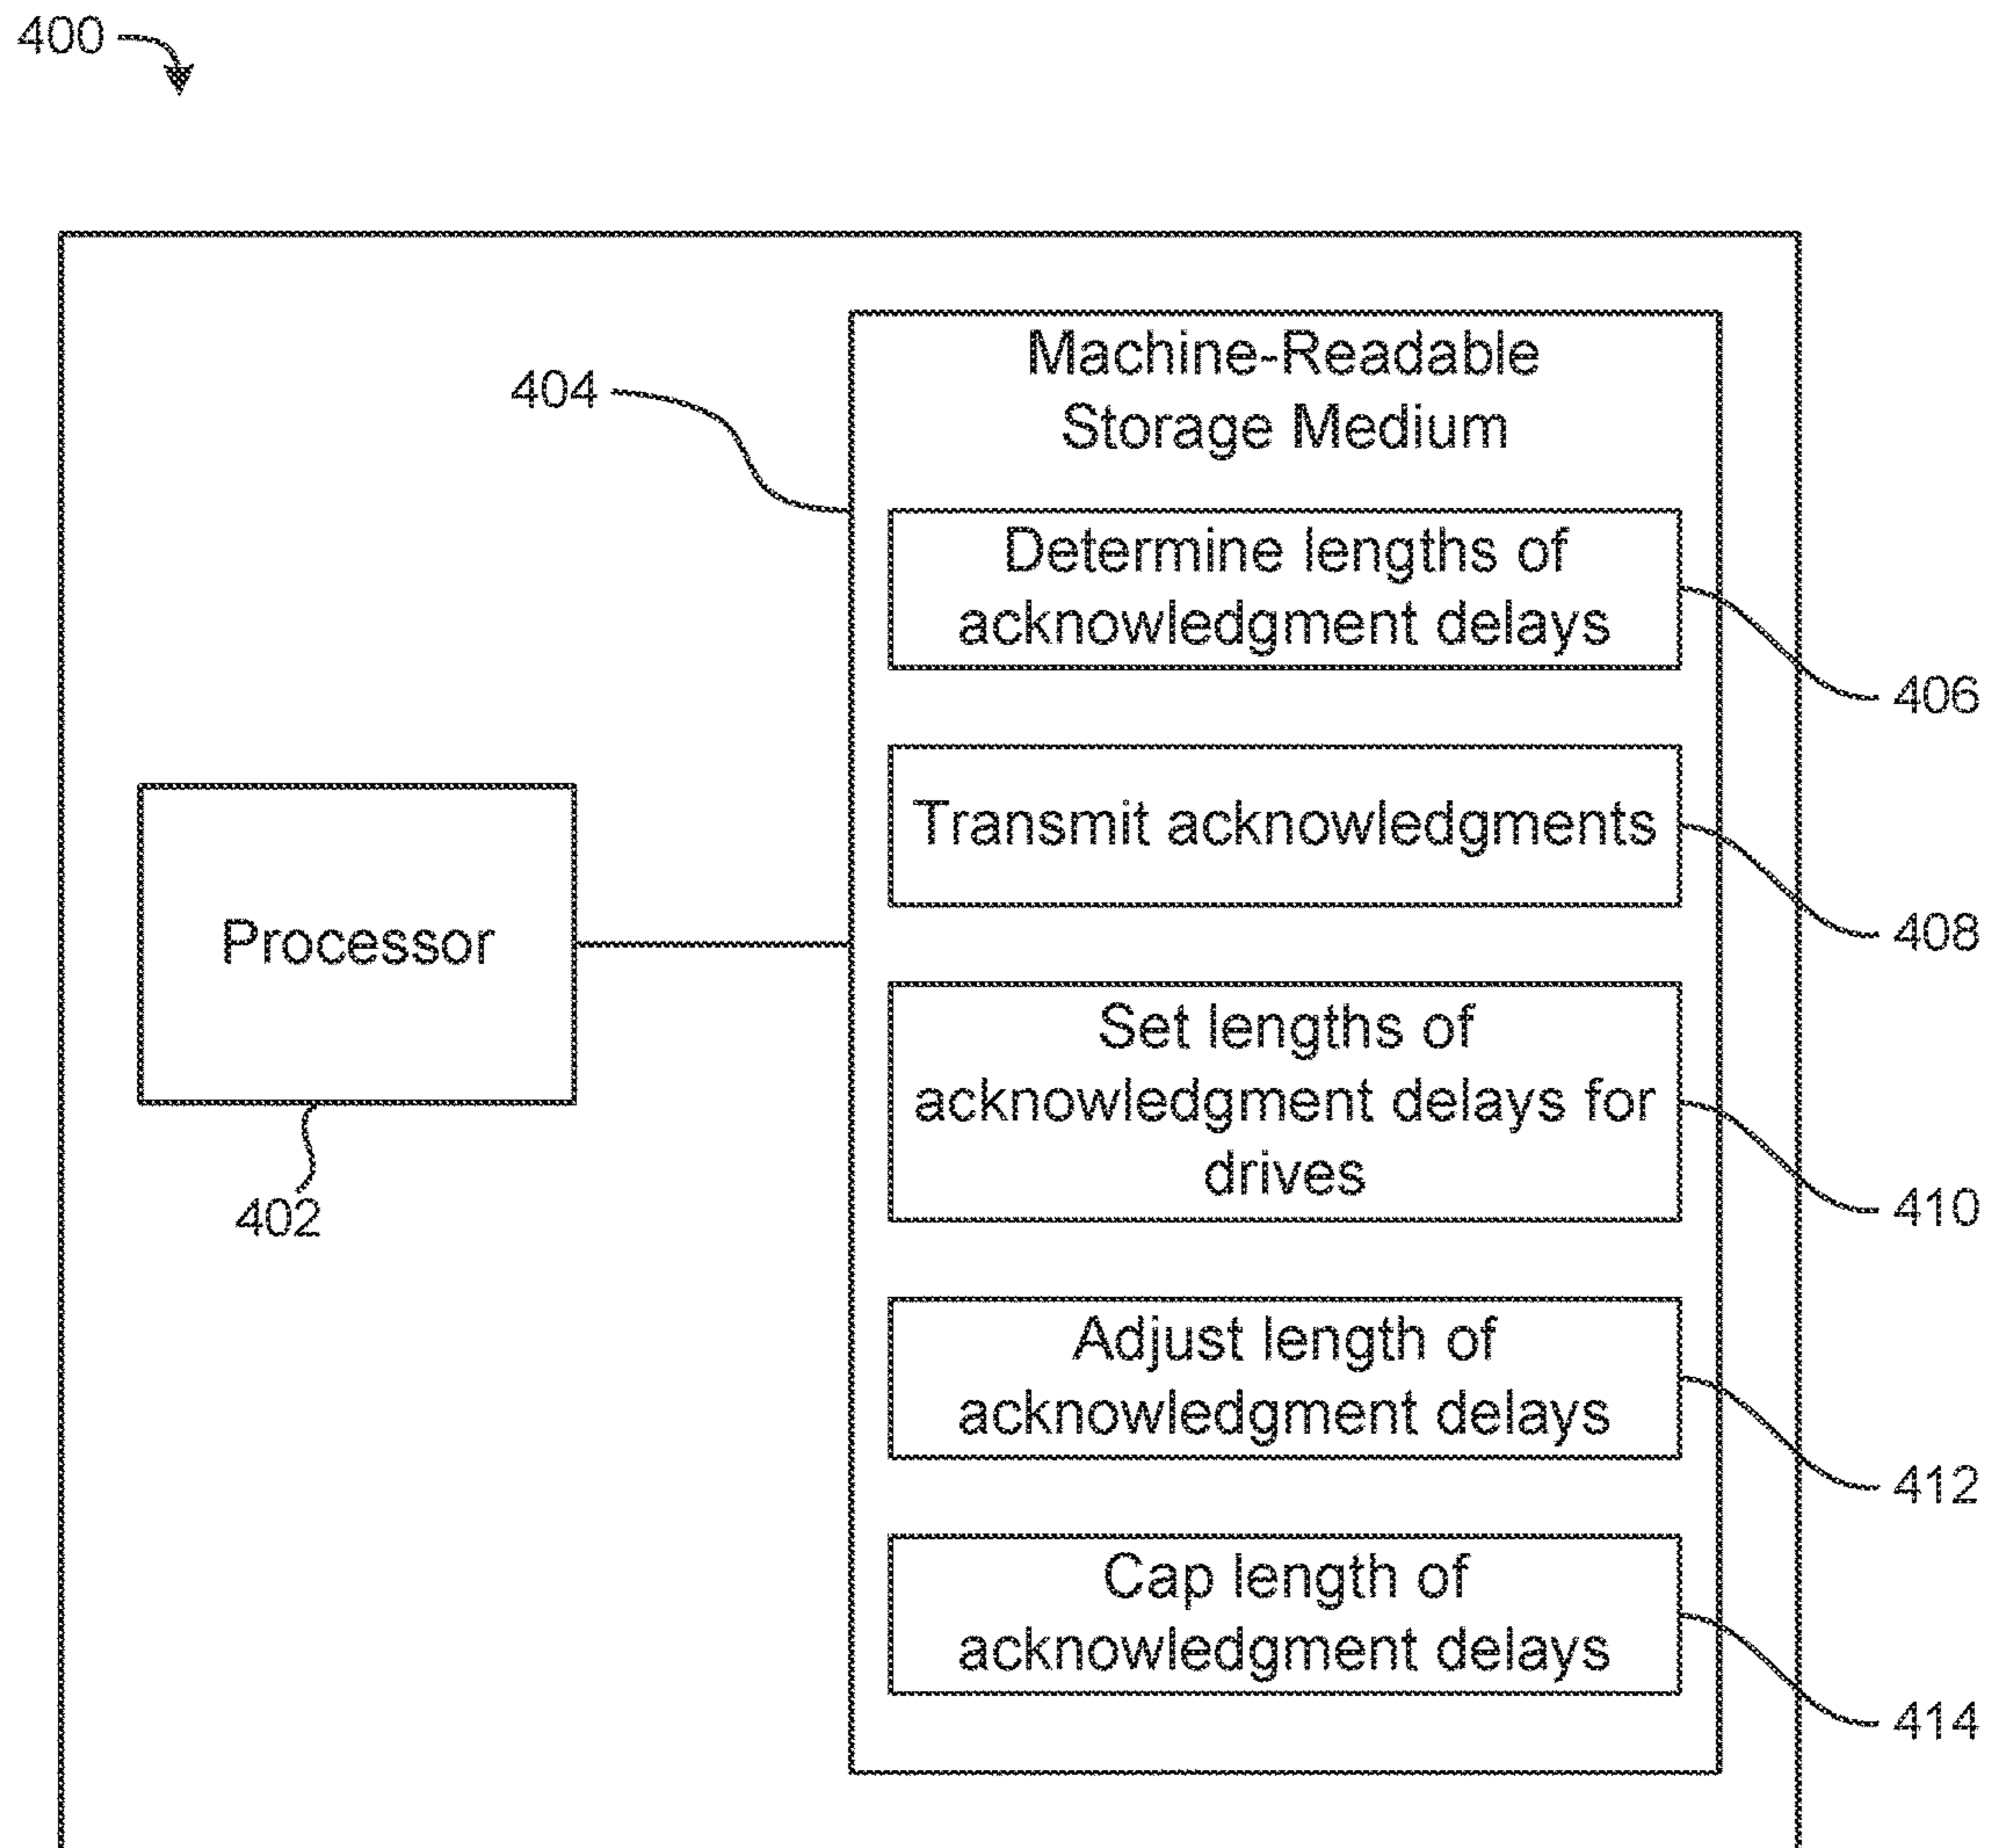 400
Machine-Readable
Storage Medium
404
Determine lengths of
acknowledgment delays
406
Transmit acknowledgments
408
Processor
402
Set lengths of
acknowledgment delays for
drives
410
Adjust length of
acknowledgment delays
412
Cap length of
acknowledgment delays
414